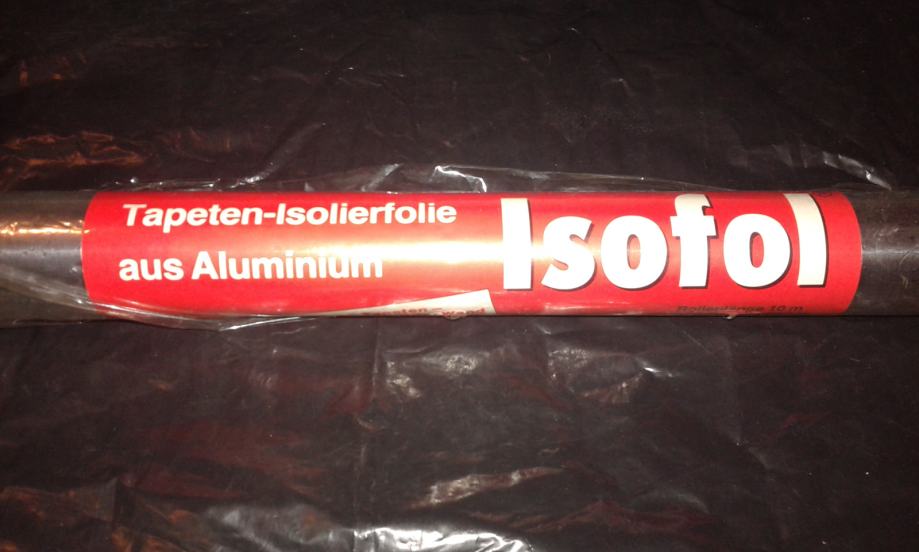 Tapeten-Isolierfolie
aus Aluminium
Isofol
Rollenlänge 10 m